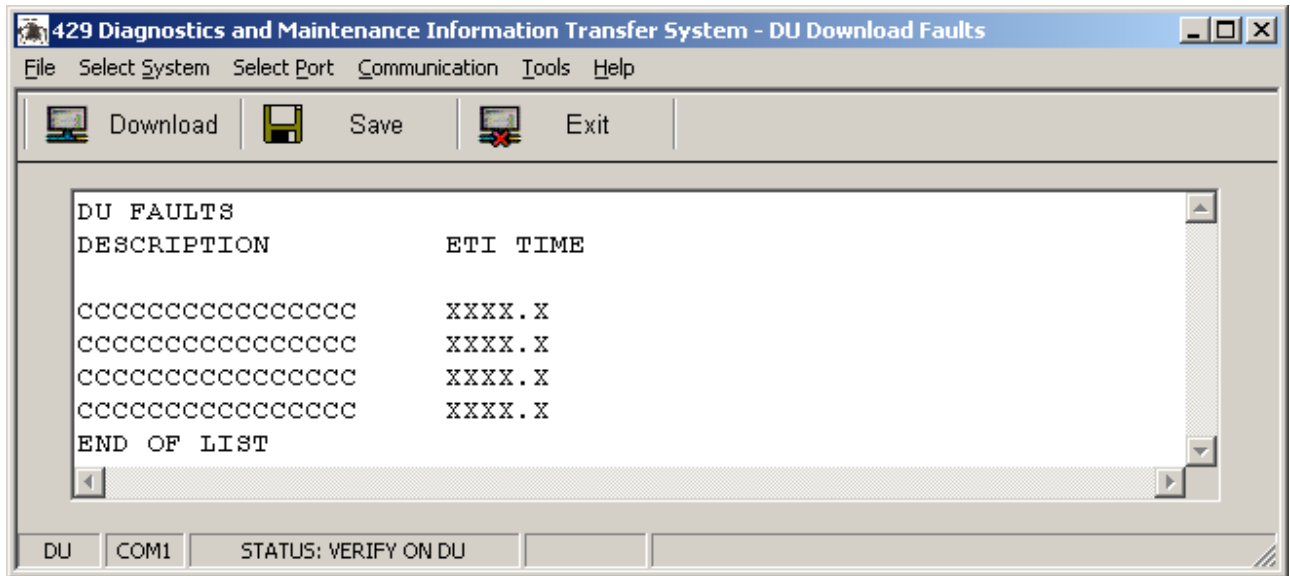 429 Diagnostics and Maintenance Information Transfer System - DU Download Faults
File Select System Select Port Communication Tools Help
Download Save Exit
DU FAULTS
DESCRIPTION ETI TIME
CCCCCCCCCCCCCCCC XXXX.X
CCCCCCCCCCCCCCCC XXXX.X
CCCCCCCCCCCCCCCC XXXX.X
CCCCCCCCCCCCCCCC XXXX.X
END OF LIST
DU COM1 STATUS: VERIFY ON DU